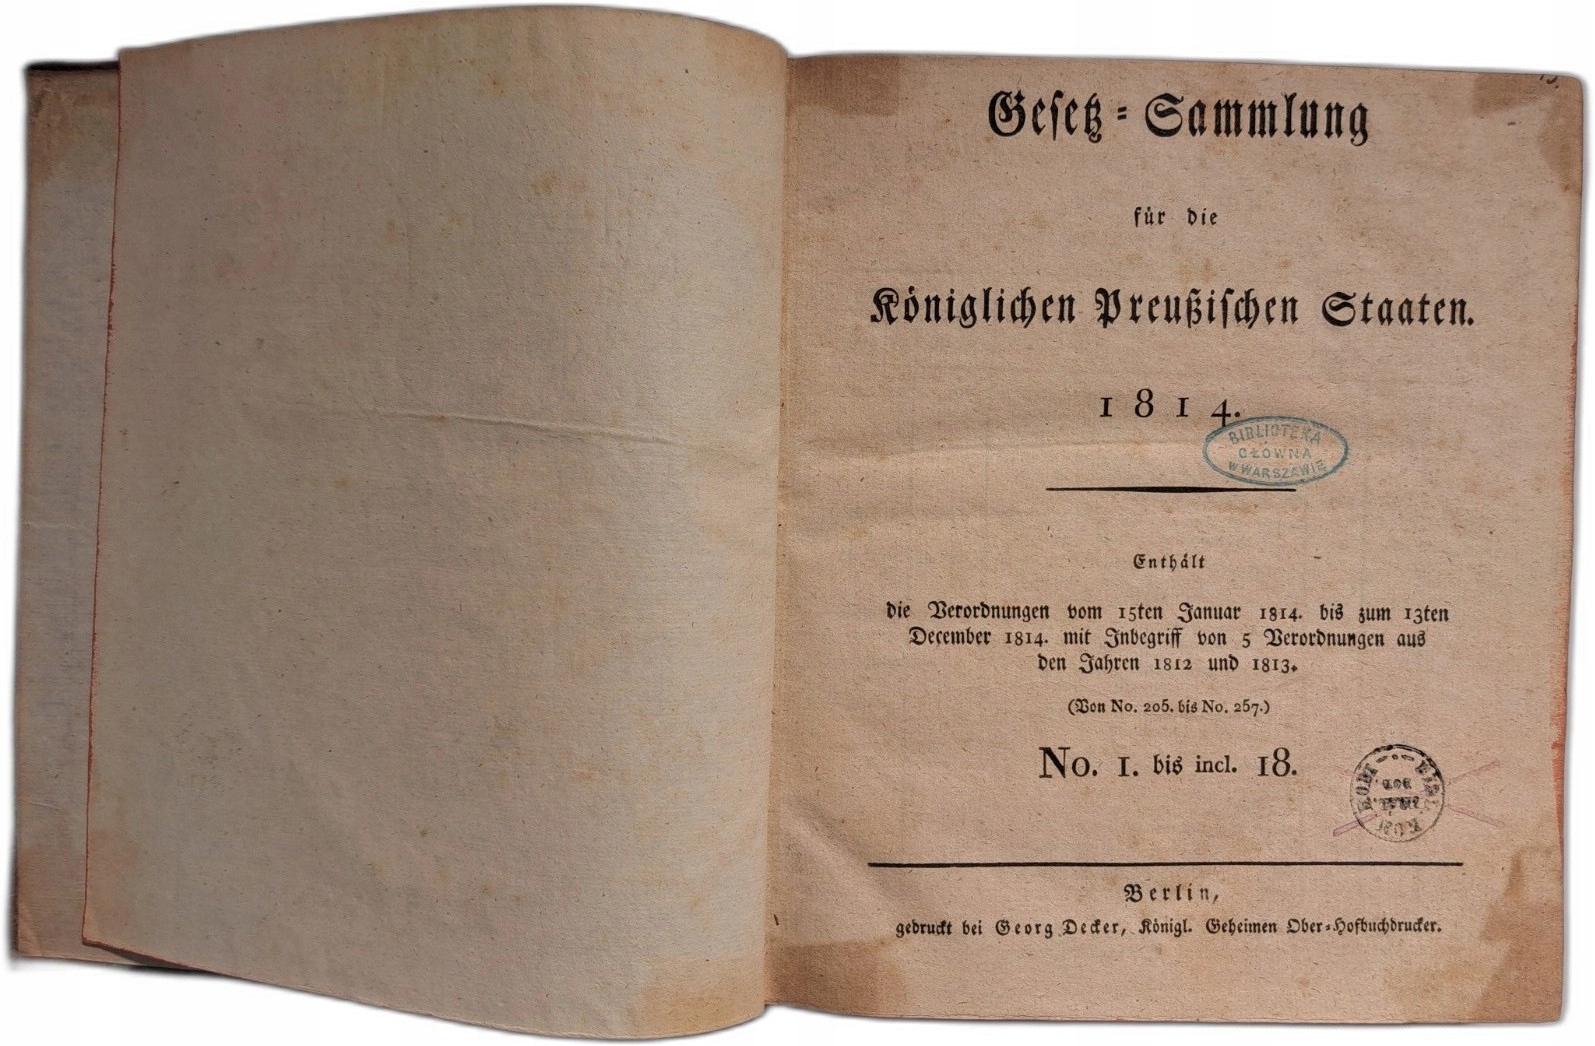 Gesetz-Sammlung
für die
Königlichen Preußischen Staaten.
1814.
BIBLIOTEKA
GŁÓWNA
W WARSZAWIE
Enthält
die Verordnungen vom 15ten Januar 1814. bis zum 13ten
December 1814. mit Inbegriff von 5 Verordnungen aus
den Jahren 1812 und 1813.
(Von No. 205. bis No. 257.)
No. 1. bis incl. 18.
Berlin,
gedruckt bei Georg Decker, Königl. Geheimen Ober-Hofbuchdrucker.